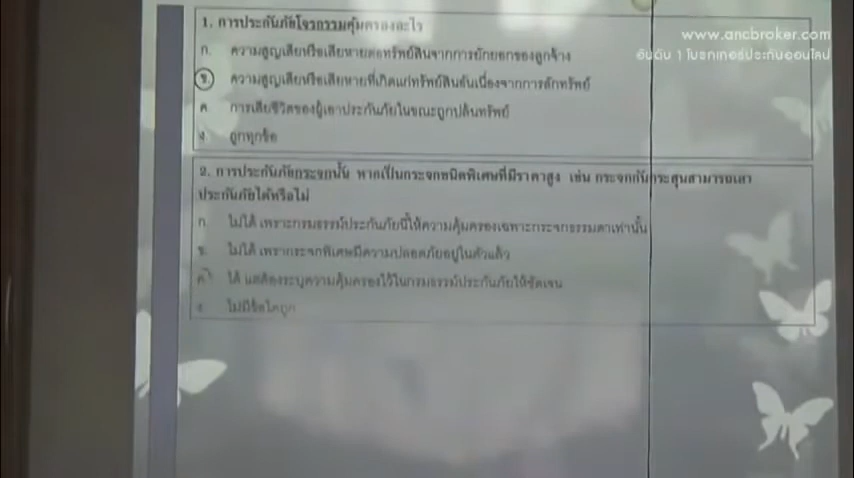 www.ancbroker.com
อันดับ 1 โบรกเกอร์ประกันออนไลน์
1. การประกันภัยโจรกรรมคุ้มครองอะไร
ก. ความสูญเสียหรือเสียหายต่อทรัพย์สินจากการยักยอกของลูกจ้าง
ข. ความสูญเสียหรือเสียหายที่เกิดแก่ทรัพย์สินอันเนื่องจากการลักทรัพย์
ค. การเสียชีวิตของผู้เอาประกันภัยในขณะถูกปล้นทรัพย์
ง. ถูกทุกข้อ
2. การประกันภัยกระจกนั้น หากเป็นกระจกชนิดพิเศษที่มีราคาสูง เช่น กระจกกันกระสุนสามารถเอา
ประกันภัยได้หรือไม่
ก. ไม่ได้ เพราะกรมธรรม์ประกันภัยนี้ให้ความคุ้มครองเฉพาะกระจกธรรมดาเท่านั้น
ข. ไม่ได้ เพราะกระจกพิเศษมีความปลอดภัยอยู่ในตัวแล้ว
ค. ได้ แต่ต้องระบุความคุ้มครองไว้ในกรมธรรม์ประกันภัยให้ชัดเจน
ง. ไม่มีข้อใดถูก